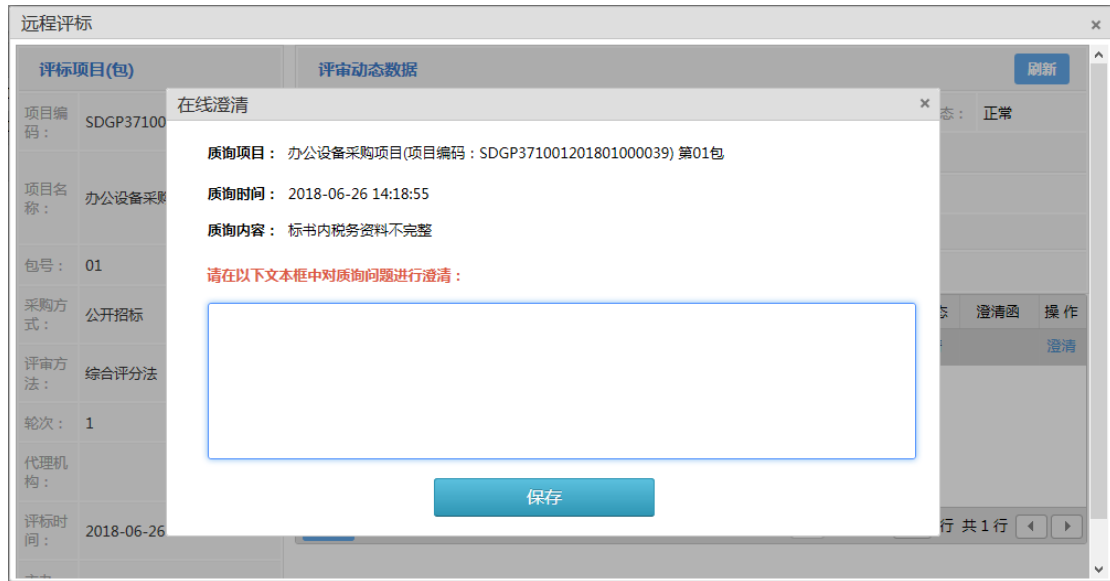 远程评标
×
评标项目(包)
评审动态数据
刷新
项目编码： SDGP37100
态： 正常
项目名称： 办公设备采购
包号： 01
采购方式： 公开招标
评审方法： 综合评分法
轮次： 1
代理机构：
评标时间： 2018-06-26
态 澄清函 操作
澄清
行 共1行
在线澄清
×
质询项目： 办公设备采购项目(项目编码：SDGP371001201801000039) 第01包
质询时间： 2018-06-26 14:18:55
质询内容： 标书内税务资料不完整
请在以下文本框中对质询问题进行澄清：
保存